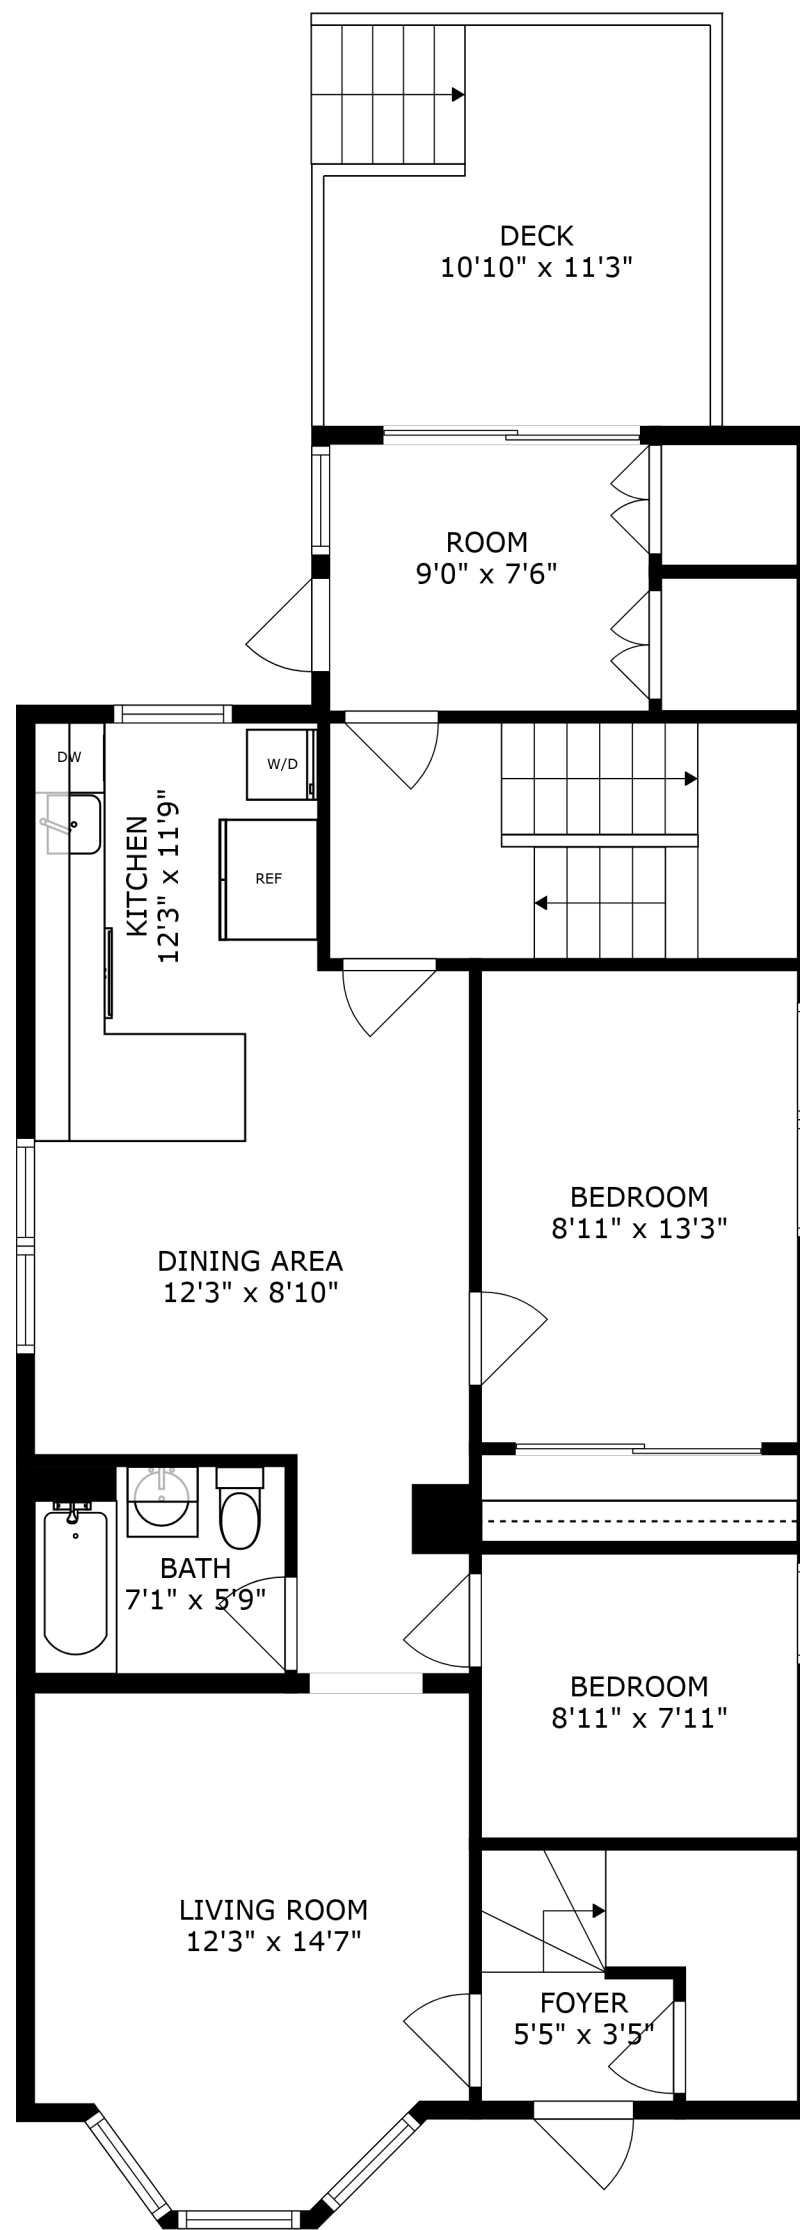 DECK
10'10" x 11'3"
ROOM
9'0" x 7'6"
DW
W/D
KITCHEN
12'3" x 11'9"
REF
BEDROOM
8'11" x 13'3"
DINING AREA
12'3" x 8'10"
BATH
7'1" x 5'9"
BEDROOM
8'11" x 7'11"
LIVING ROOM
12'3" x 14'7"
FOYER
5'5" x 3'5"